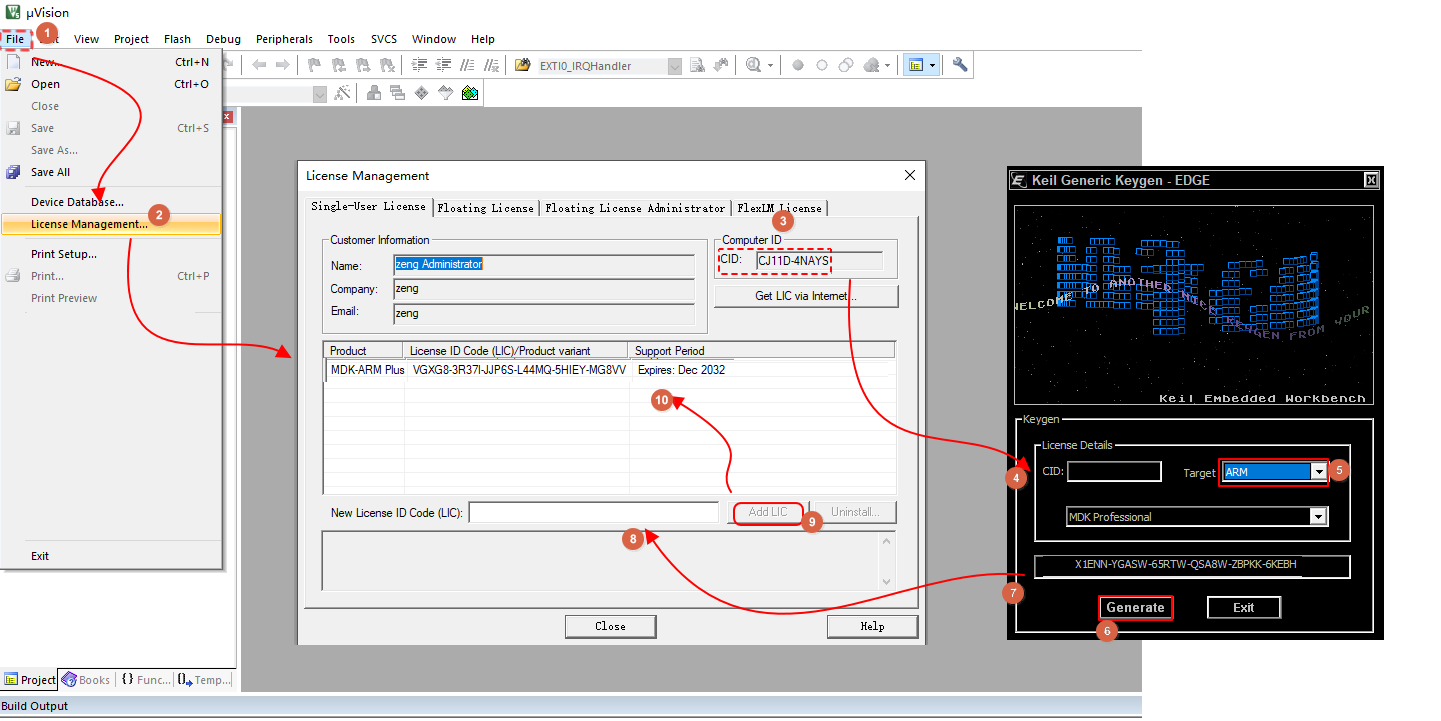 µVision
1
File View Project Flash Debug Peripherals Tools SVCS Window Help
New... Ctrl+N
Open Ctrl+O
Close
Save Ctrl+S
Save As...
Save All
Device Database...
License Management...
2
Print Setup...
Print... Ctrl+P
Print Preview
Exit
EXTI0_IRQHandler
License Management
Single-User License Floating License Floating License Administrator FlexLM License
3
Customer Information
Name: zeng Administrator
Company: zeng
Email: zeng
Computer ID
CID: CJ11D-4NAYS
Get LIC via Internet...
Product License ID Code (LIC)/Product variant Support Period
MDK-ARM Plus VGXG8-3R37I-JJP6S-L44MQ-5HIEY-MG8VV Expires: Dec 2032
10
New License ID Code (LIC): Add LIC Uninstall...
8
9
Close Help
Keil Generic Keygen - EDGE
WELCOME TO ANOTHER NICE KEYGEN FROM YOUR
Keil Embedded Workbench
Keygen
License Details
4
CID: Target ARM
5
MDK Professional
X1ENN-YGASW-65RTW-QSA8W-ZBPKK-6KEBH
7
Generate Exit
6
Project Books {} Func... Temp...
Build Output